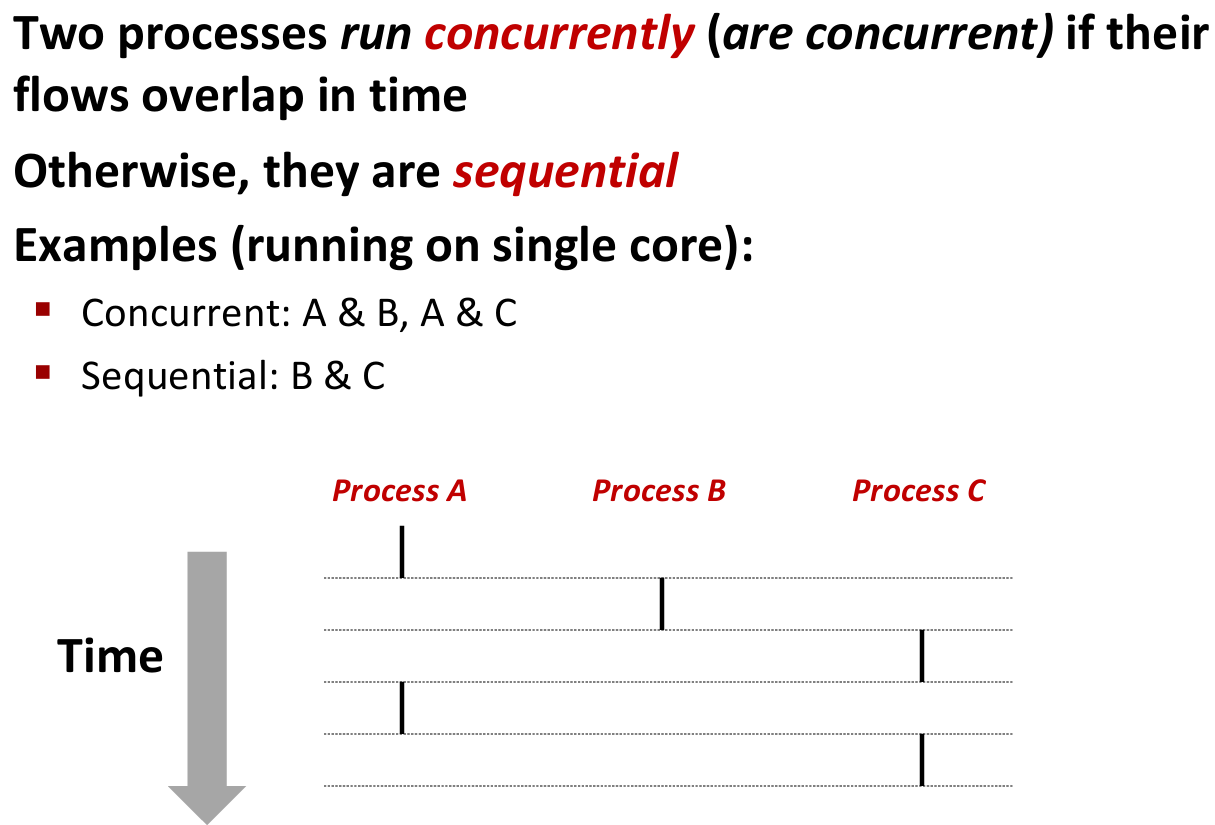 Two processes run concurrently (are concurrent) if their
flows overlap in time
Otherwise, they are sequential
Examples (running on single core):
Concurrent: A & B, A & C
Sequential: B & C
Process A Process B Process C
Time